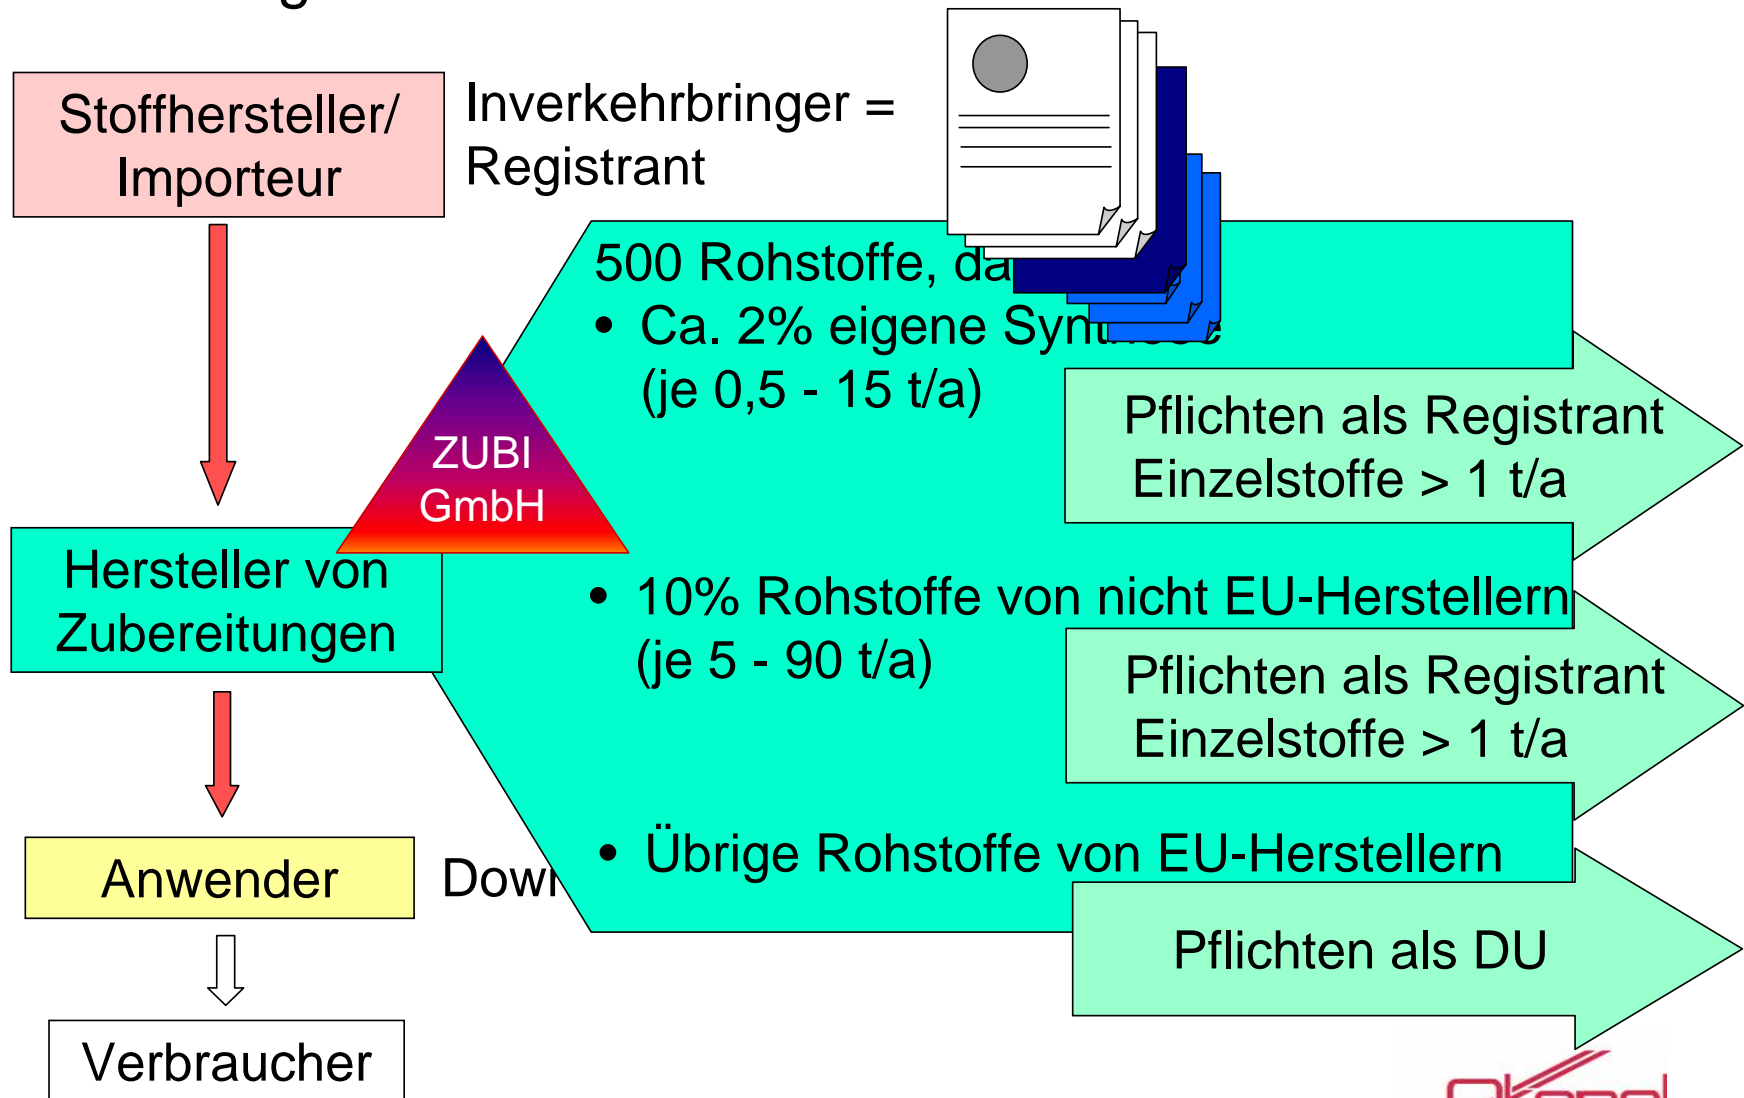 Stoffhersteller/
Importeur
Inverkehrbringer =
Registrant
500 Rohstoffe,
• Ca. 2% eigene
(je 0,5 - 15 t/a)
Pflichten als Registrant
Einzelstoffe > 1 t/a
ZUBI
GmbH
Hersteller von
Zubereitungen
• 10% Rohstoffe von nicht EU-Herstellern
(je 5 - 90 t/a)
Pflichten als Registrant
Einzelstoffe > 1 t/a
Anwender
• Übrige Rohstoffe von EU-Herstellern
Pflichten als DU
Verbraucher